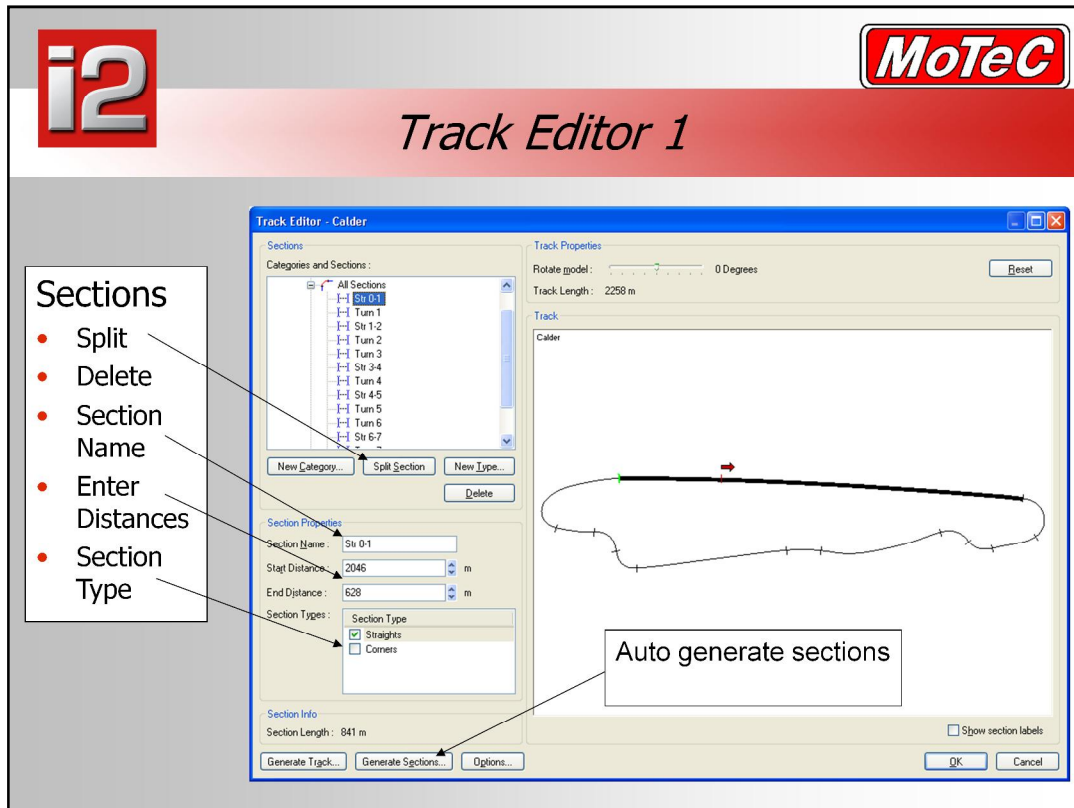 i2
MoTeC
Track Editor 1
Sections
• Split
• Delete
• Section
Name
• Enter
Distances
• Section
Type
Track Editor - Calder
Sections
Categories and Sections :
All Sections
Str 0-1
Turn 1
Str 1-2
Turn 2
Turn 3
Str 3-4
Turn 4
Str 4-5
Turn 5
Turn 6
Str 6-7
New Category...
Split Section
New Type...
Delete
Section Properties
Section Name :
Str 0-1
Start Distance :
2046
m
End Distance :
628
m
Section Types :
Section Type
Straights
Corners
Section Info
Section Length : 841 m
Generate Track...
Generate Sections...
Options...
Track Properties
Rotate model :
0 Degrees
Reset
Track Length : 2258 m
Track
Calder
Auto generate sections
Show section labels
OK
Cancel